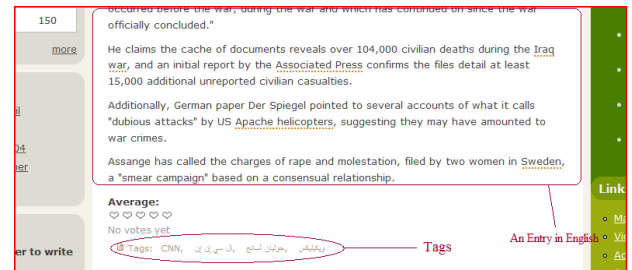 occurred before the war, during the war and which has continued on since the war
officially concluded."
150
more
He claims the cache of documents reveals over 104,000 civilian deaths during the Iraq
war, and an initial report by the Associated Press confirms the files detail at least
15,000 additional unreported civilian casualties.
Additionally, German paper Der Spiegel pointed to several accounts of what it calls
"dubious attacks" by US Apache helicopters, suggesting they may have amounted to
war crimes.
04
Assange has called the charges of rape and molestation, filed by two women in Sweden,
a "smear campaign" based on a consensual relationship.
Link
Average:
No votes yet
er to write
Tags: CNN, ال سي إن إن, جوليان أسانج, ويكيليكس
Tags
An Entry in English
Ma
Vi
Ac